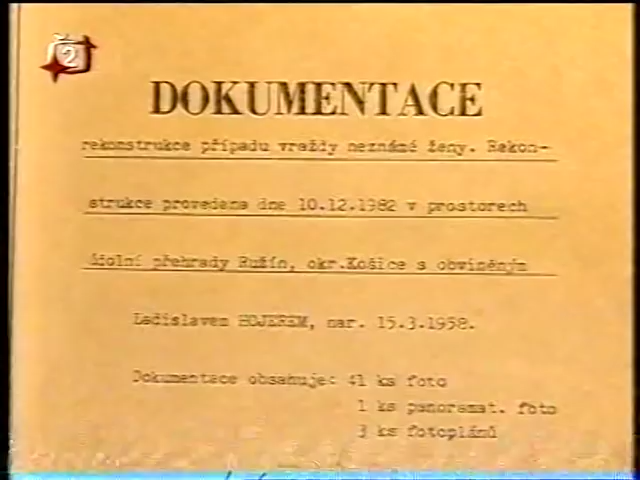 2
DOKUMENTACE
rekonstrukce případu vraždy neznámé ženy. Rekon-
strukce provedena dne 10.12.1982 v prostorech
údolní přehrady Ružín, okr.Košice s obviněným
Ladislavem HOJEREM, nar. 15.3.1958.
Dokumentace obsahuje: 41 ks foto
1 ks panoramat. foto
3 ks fotoplánů